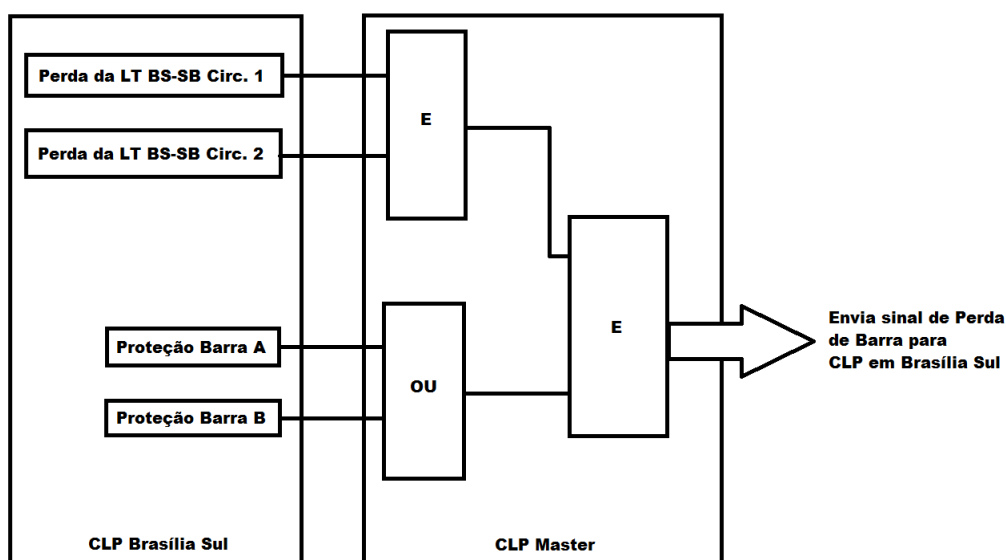 Perda da LT BS-SB Circ. 1
Perda da LT BS-SB Circ. 2
E
Proteção Barra A
Proteção Barra B
OU
E
Envia sinal de Perda
de Barra para
CLP em Brasília Sul
CLP Brasília Sul
CLP Master